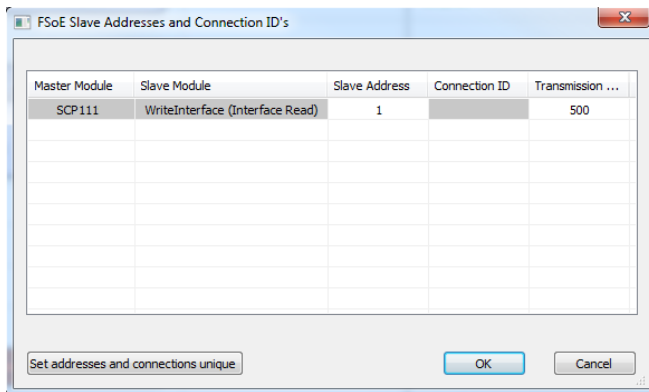 FSoE Slave Addresses and Connection ID's
Master Module Slave Module Slave Address Connection ID Transmission ...
SCP111 WriteInterface (Interface Read) 1 500
Set addresses and connections unique OK Cancel